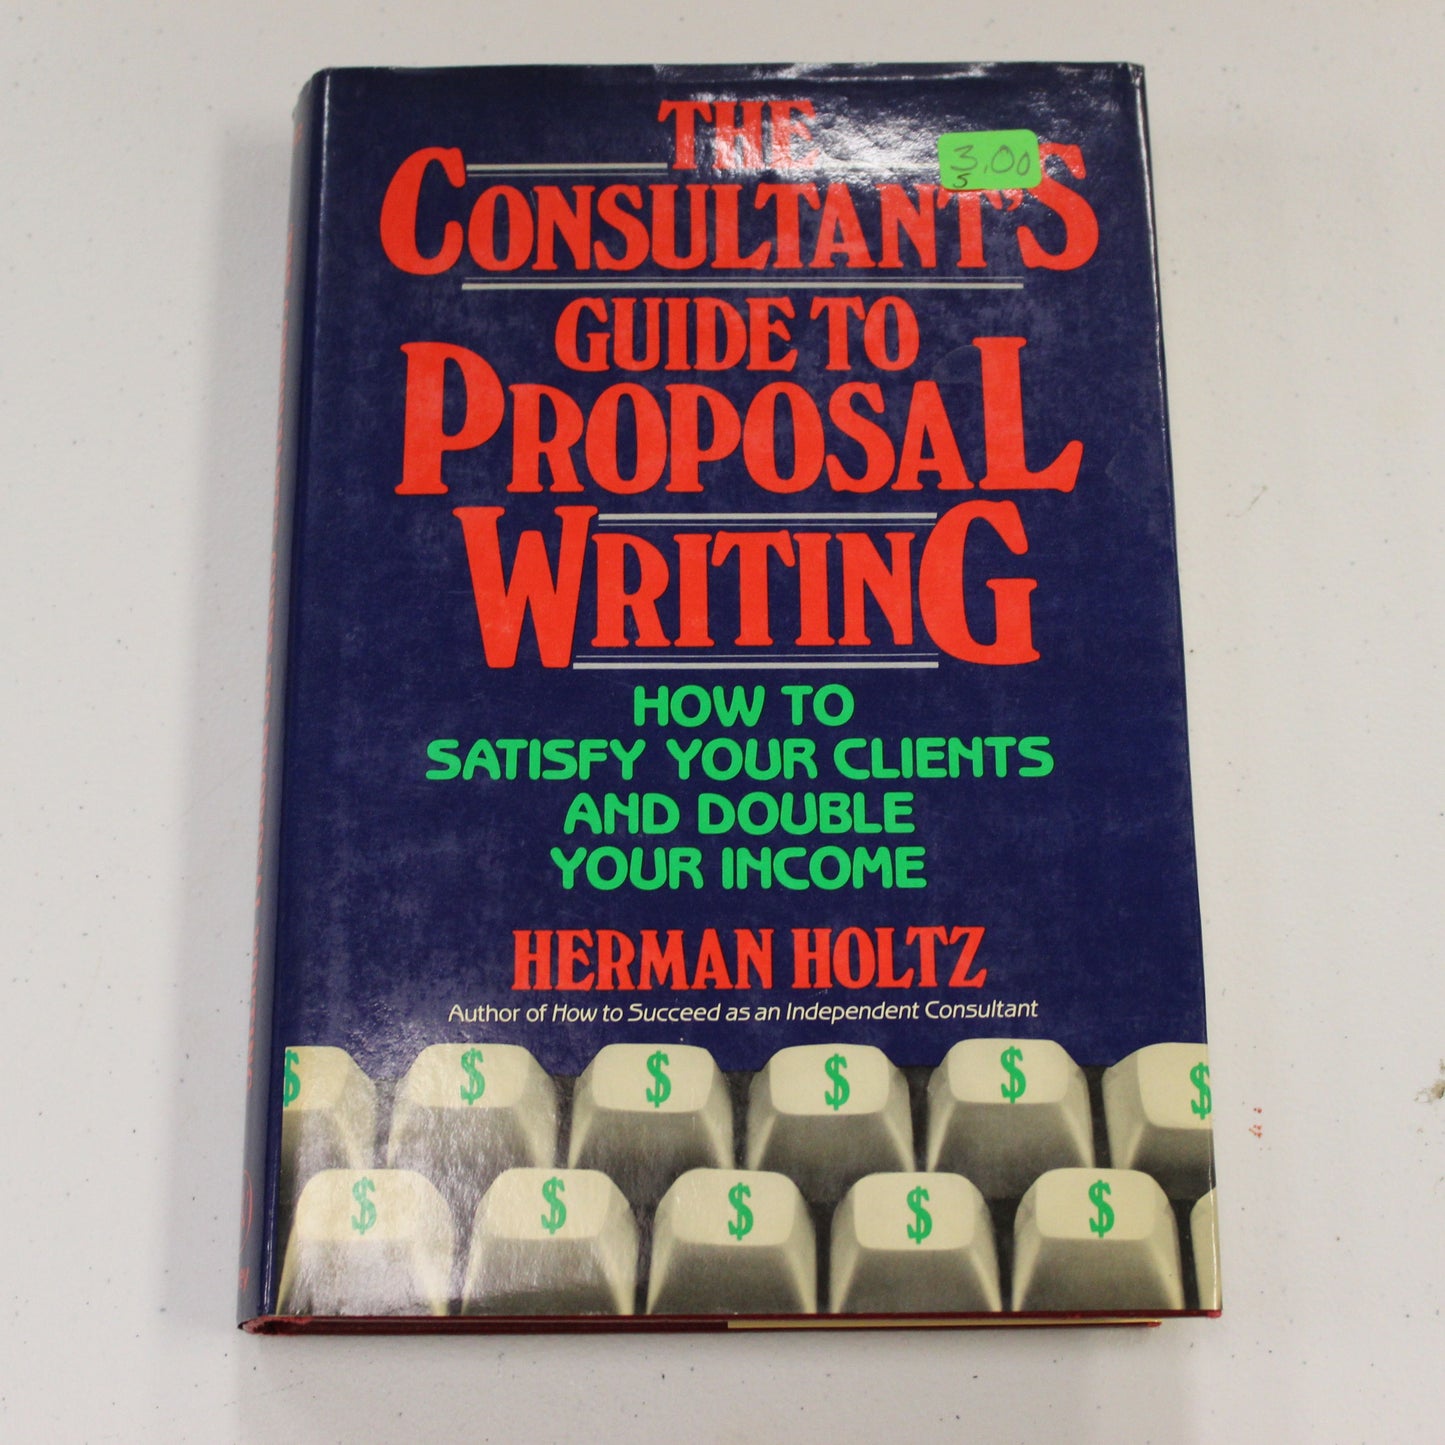 THE
3.00
CONSULTANT'S
GUIDE TO
PROPOSAL
WRITING
HOW TO
SATISFY YOUR CLIENTS
AND DOUBLE
YOUR INCOME
HERMAN HOLTZ
Author of How to Succeed as an Independent Consultant
$ $ $ $ $ $
$ $ $ $ $